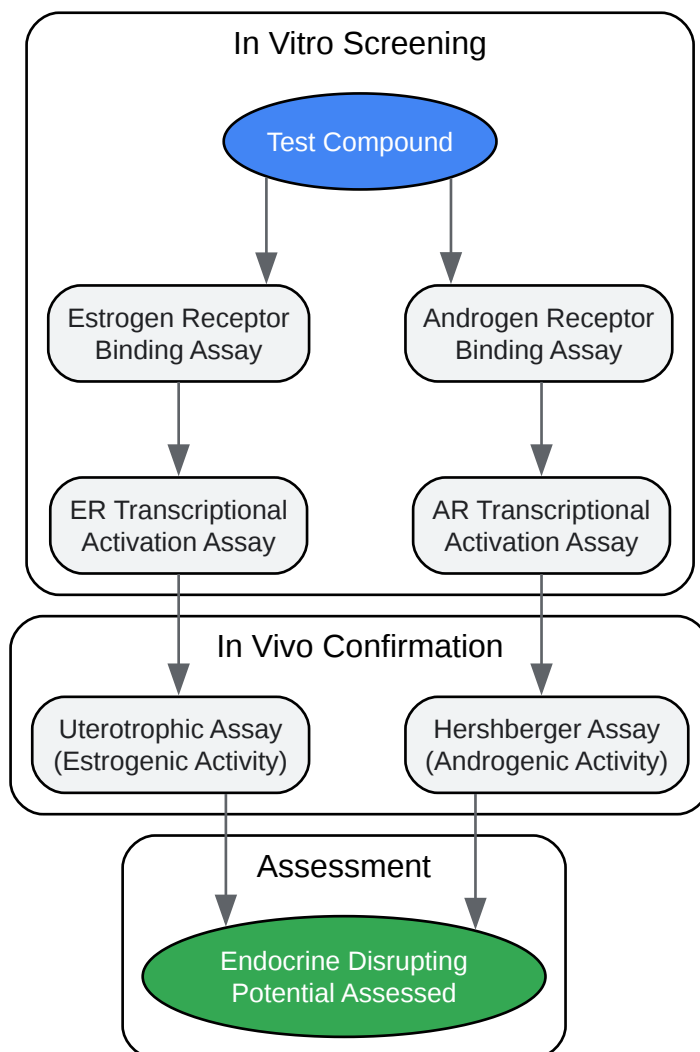 In Vitro Screening
Test Compound
Estrogen Receptor
Binding Assay
Androgen Receptor
Binding Assay
ER Transcriptional
Activation Assay
AR Transcriptional
Activation Assay
In Vivo Confirmation
Uterotrophic Assay
(Estrogenic Activity)
Hershberger Assay
(Androgenic Activity)
Assessment
Endocrine Disrupting
Potential Assessed